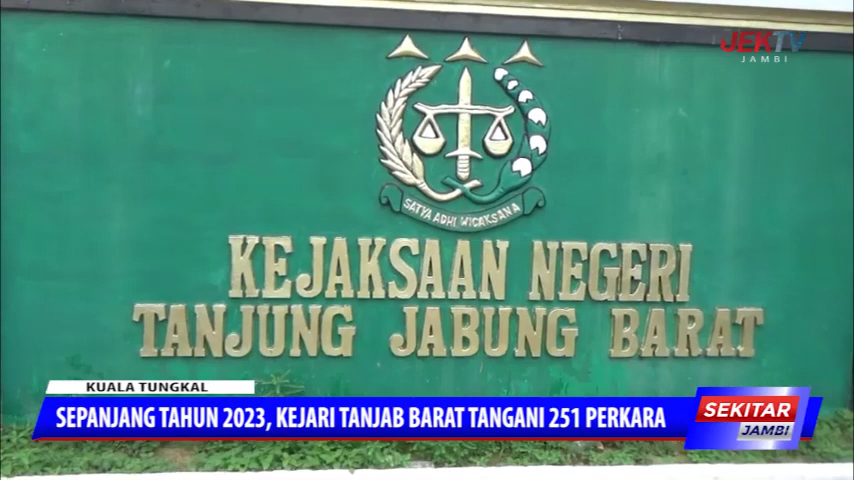 JEKTV
JAMBI
SATYA ADHI WICAKSANA
KEJAKSAAN NEGERI
TANJUNG JABUNG BARAT
KUALA TUNGKAL
SEPANJANG TAHUN 2023, KEJARI TANJAB BARAT TANGANI 251 PERKARA
SEKITAR
JAMBI